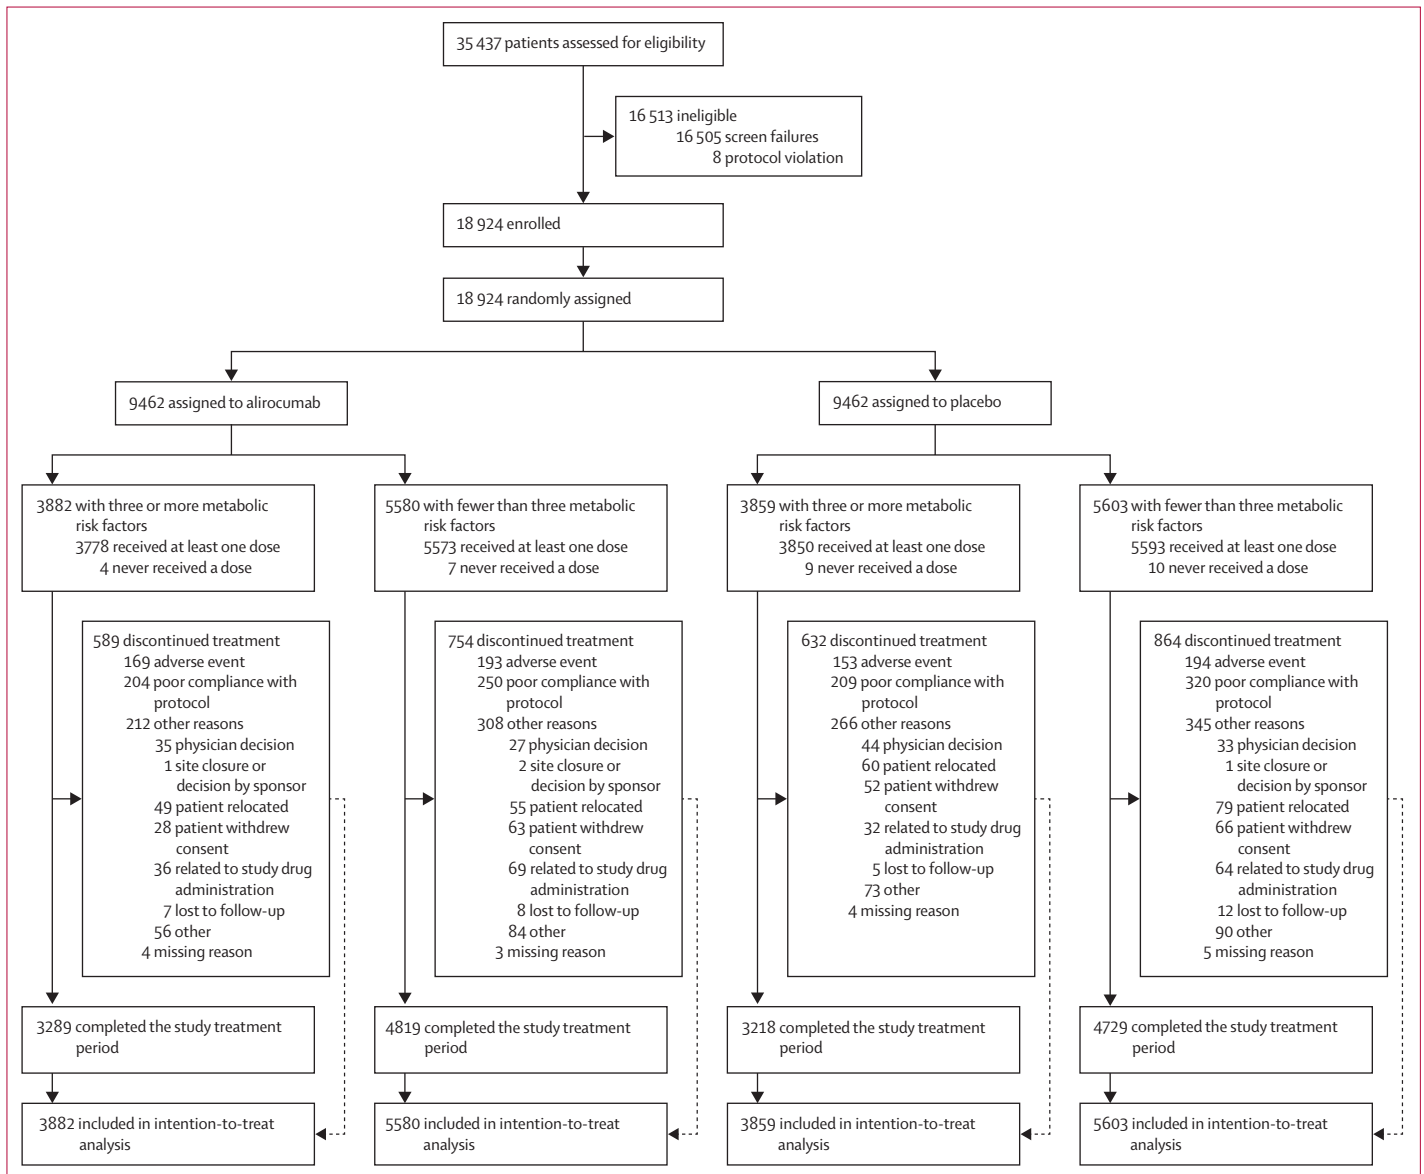 35 437 patients assessed for eligibility
16 513 ineligible
16 505 screen failures
8 protocol violation
18 924 enrolled
18 924 randomly assigned
9462 assigned to alirocumab
9462 assigned to placebo
3882 with three or more metabolic
risk factors
3778 received at least one dose
4 never received a dose
5580 with fewer than three metabolic
risk factors
5573 received at least one dose
7 never received a dose
3859 with three or more metabolic
risk factors
3850 received at least one dose
9 never received a dose
5603 with fewer than three metabolic
risk factors
5593 received at least one dose
10 never received a dose
589 discontinued treatment
169 adverse event
204 poor compliance with
protocol
212 other reasons
35 physician decision
1 site closure or
decision by sponsor
49 patient relocated
28 patient withdrew
consent
36 related to study drug
administration
7 lost to follow-up
56 other
4 missing reason
754 discontinued treatment
193 adverse event
250 poor compliance with
protocol
308 other reasons
27 physician decision
2 site closure or
decision by sponsor
55 patient relocated
63 patient withdrew
consent
69 related to study drug
administration
8 lost to follow-up
84 other
3 missing reason
632 discontinued treatment
153 adverse event
209 poor compliance with
protocol
266 other reasons
44 physician decision
60 patient relocated
52 patient withdrew
consent
32 related to study drug
administration
5 lost to follow-up
73 other
4 missing reason
864 discontinued treatment
194 adverse event
320 poor compliance with
protocol
345 other reasons
33 physician decision
1 site closure or
decision by sponsor
79 patient relocated
66 patient withdrew
consent
64 related to study drug
administration
12 lost to follow-up
90 other
5 missing reason
3289 completed the study treatment
period
4819 completed the study treatment
period
3218 completed the study treatment
period
4729 completed the study treatment
period
3882 included in intention-to-treat
analysis
5580 included in intention-to-treat
analysis
3859 included in intention-to-treat
analysis
5603 included in intention-to-treat
analysis